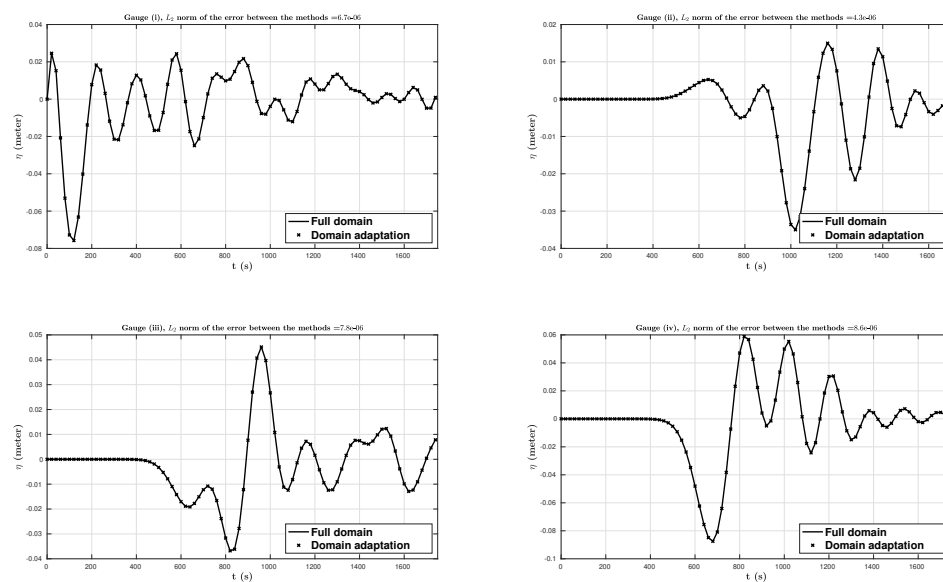 Gauge (i), L₂ norm of the error between the methods =6.7e-06
0.04
0.02
0
-0.02
-0.04
-0.06
-0.08
η (meter)
0 200 400 600 800 1000 1200 1400 1600
t (s)
Full domain
Domain adaptation
Gauge (ii), L₂ norm of the error between the methods =4.3e-06
0.02
0.01
0
-0.01
-0.02
-0.03
-0.04
η (meter)
0 200 400 600 800 1000 1200 1400 1600
t (s)
Full domain
Domain adaptation
Gauge (iii), L₂ norm of the error between the methods =7.8e-06
0.05
0.04
0.03
0.02
0.01
0
-0.01
-0.02
-0.03
-0.04
η (meter)
0 200 400 600 800 1000 1200 1400 1600
t (s)
Full domain
Domain adaptation
Gauge (iv), L₂ norm of the error between the methods =8.6e-06
0.06
0.04
0.02
0
-0.02
-0.04
-0.06
-0.08
-0.1
η (meter)
0 200 400 600 800 1000 1200 1400 1600
t (s)
Full domain
Domain adaptation